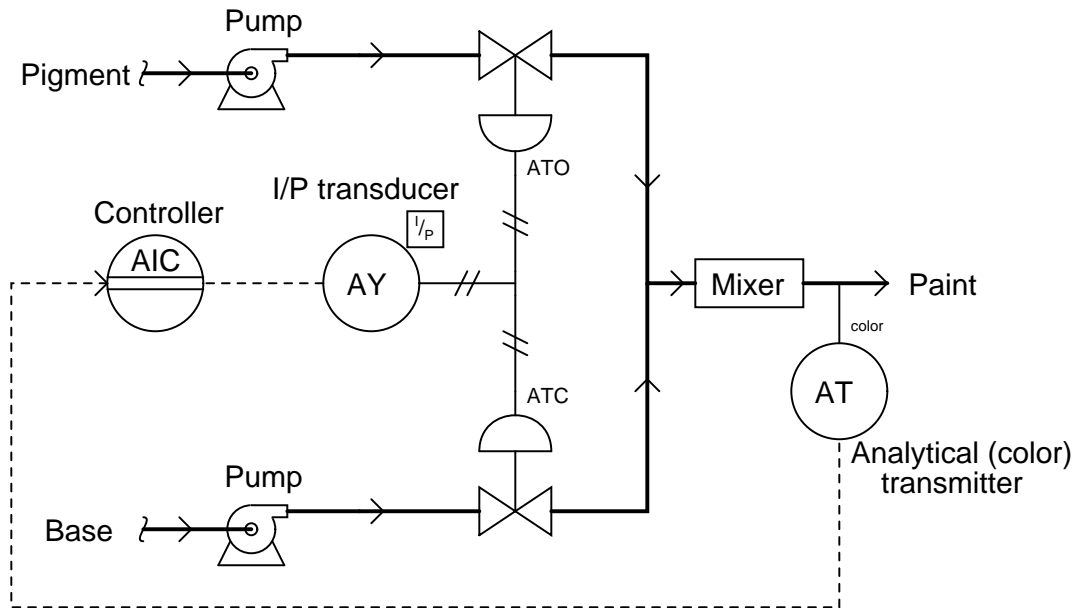 Pump
Pigment
ATO
I/P transducer
I/P
Controller
AIC
AY
Mixer
Paint
color
AT
ATC
Analytical (color)
transmitter
Pump
Base